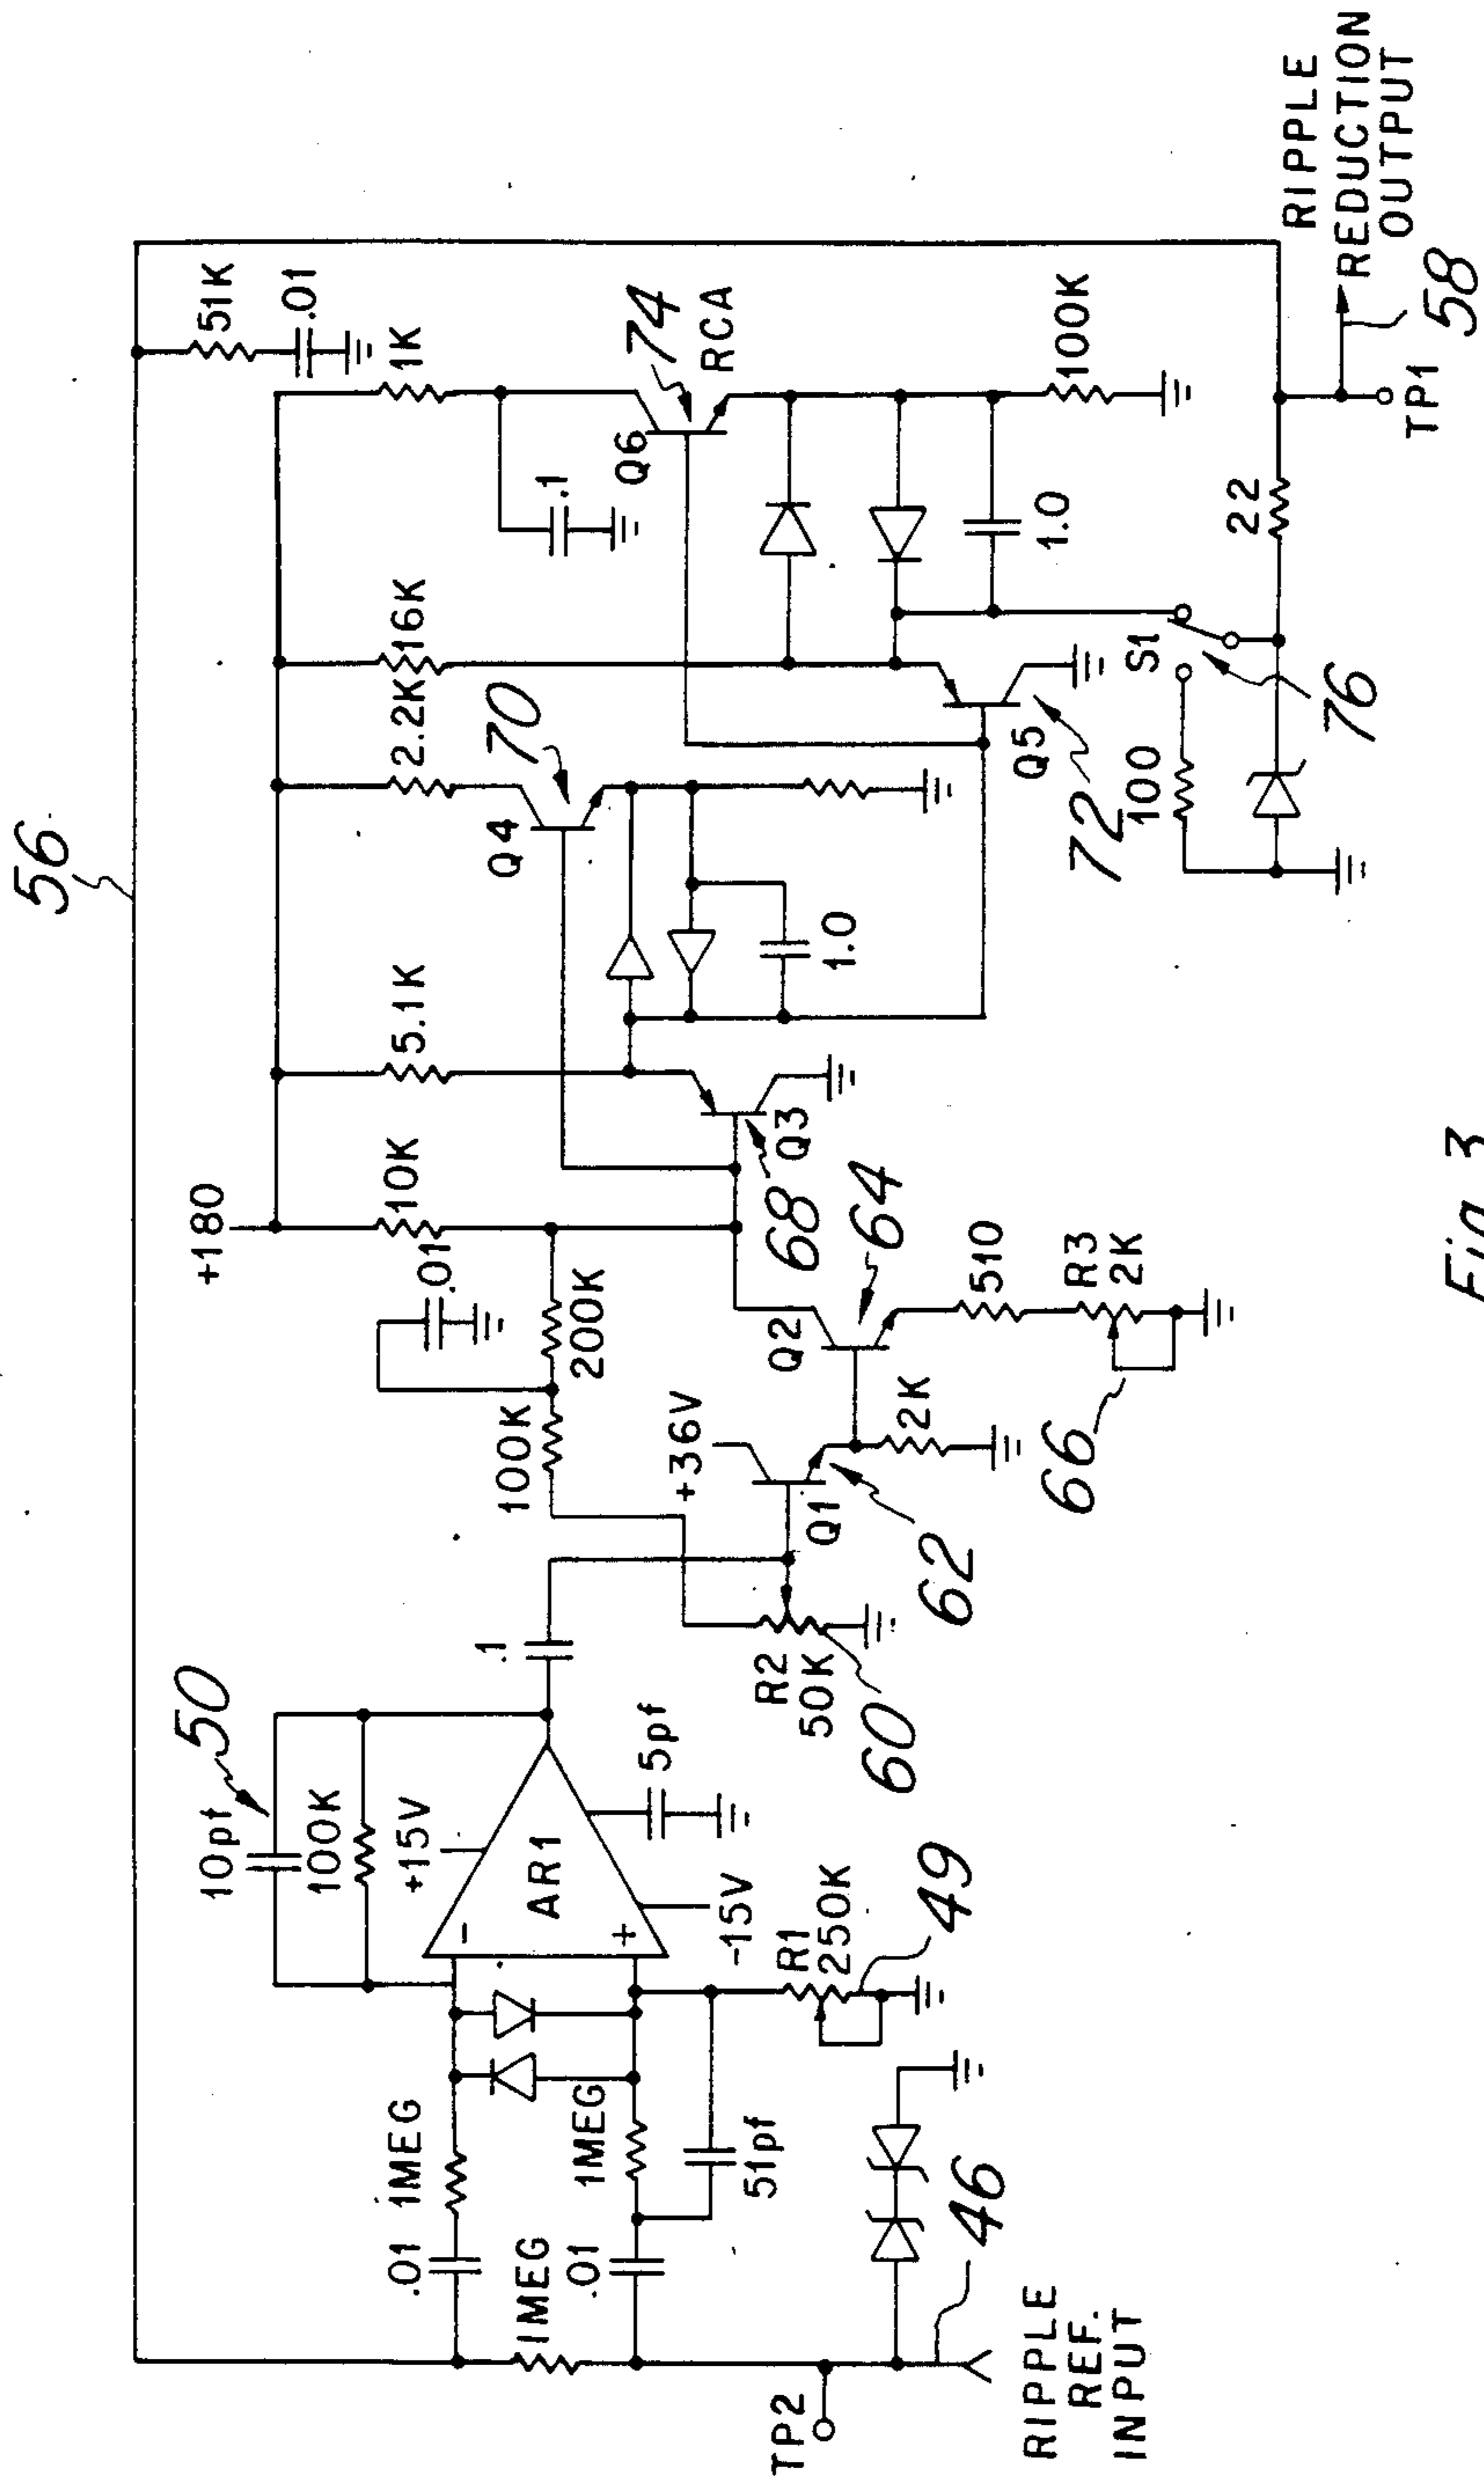 56
+180
10K
5.1K
2.2K
16K
1K
51K
.01
.01
200K
100K
70
Q4
.1
Q6
74
RCA
50
10pf
100K
+15V
AR1
-
+
-15V
5pf
.1
R2
50K
60
+36V
Q1
62
2K
Q2
64
510
R3
2K
66
68
Q3
1.0
Q5
72
100
S1
76
1.0
100K
22
TP1
58
RIPPLE
REDUCTION
OUTPUT
.01
1MEG
1MEG
.01
1MEG
51pf
R1
250K
49
TP2
46
RIPPLE
REF.
INPUT
Fig. 3